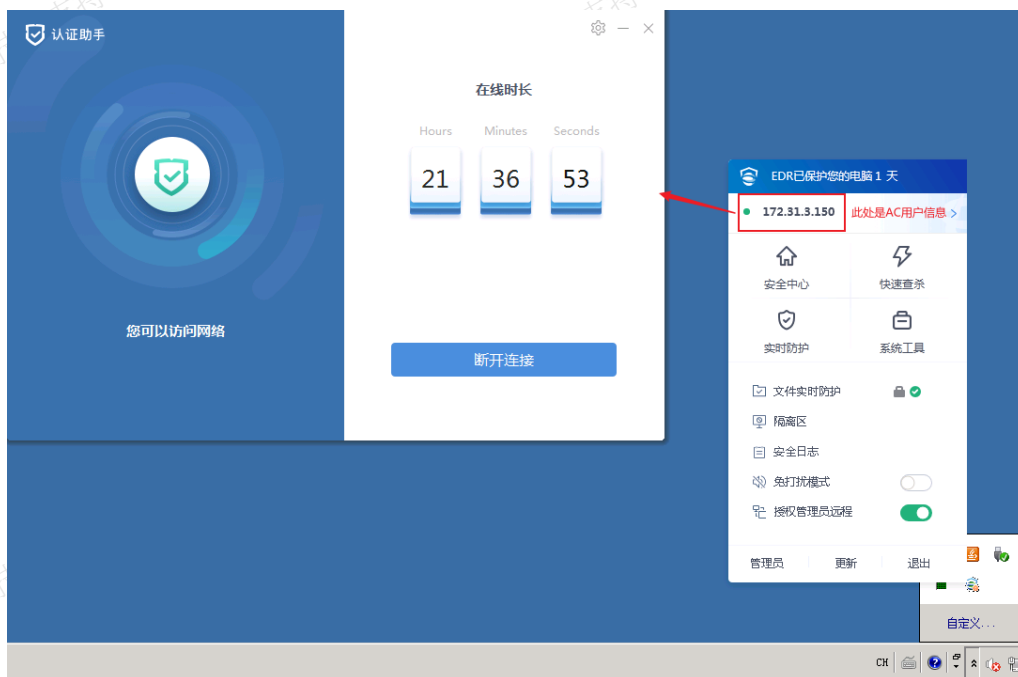 认证助手
在线时长
Hours Minutes Seconds
21 36 53
您可以访问网络
断开连接
EDR已保护您的电脑 1 天
172.31.3.150 此处是AC用户信息 >
安全中心 快速查杀
实时防护 系统工具
文件实时防护
隔离区
安全日志
免打扰模式
授权管理员远程
管理员 更新 退出
自定义...
CH